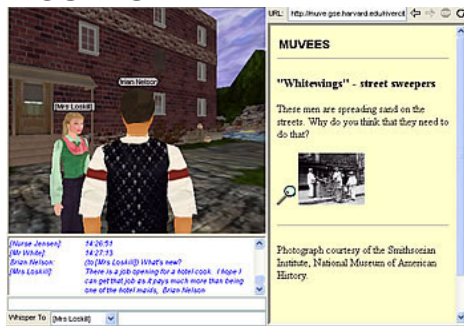 URL: http://muve.gse.harvard.edu/rivercit
MUVEES
"Whitewings" - street sweepers
These men are spreading sand on the
streets. Why do you think that they need to
do that?
Photograph courtesy of the Smithsonian
Institute, National Museum of American
History.
[Mrs Loskill]
Brian Nelson
[Nurse Jensen]: 14:26:51
[Mr White]: 14:27:13
Brian Nelson: (to [Mrs Loskill]) What's new?
[Mrs Loskill]: There is a job opening for a hotel cook. I hope I
can get that job as it pays much more than being
one of the hotel maids, Brian Nelson
Whisper To [Mrs Loskill]